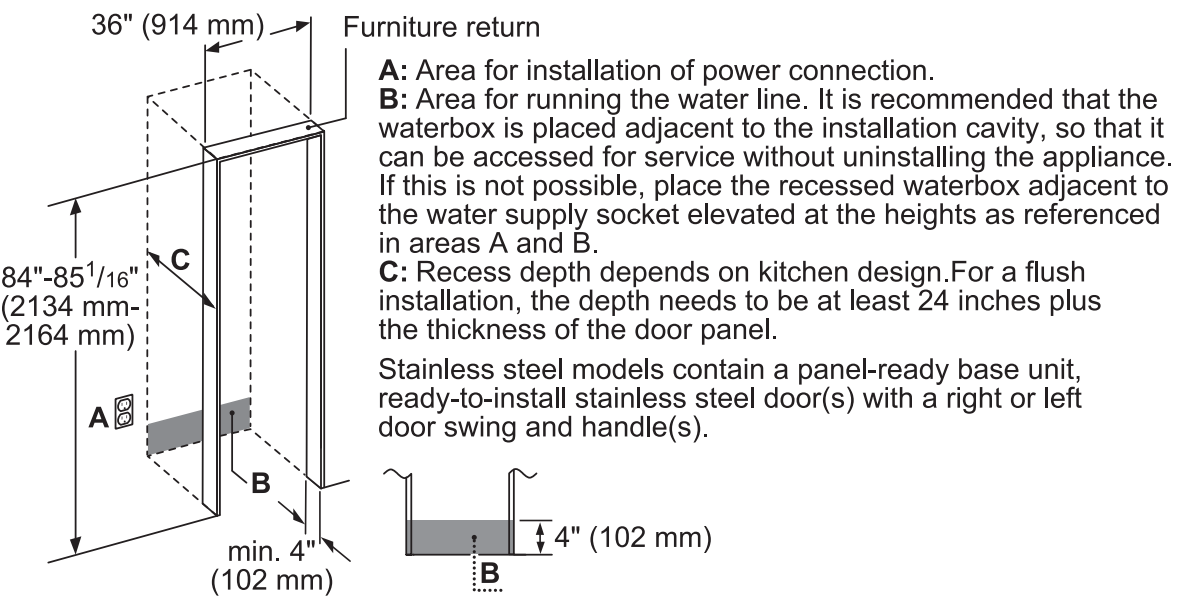 36" (914 mm)
Furniture return
A: Area for installation of power connection.
B: Area for running the water line. It is recommended that the
waterbox is placed adjacent to the installation cavity, so that it
can be accessed for service without uninstalling the appliance.
If this is not possible, place the recessed waterbox adjacent to
the water supply socket elevated at the heights as referenced
in areas A and B.
C: Recess depth depends on kitchen design.For a flush
installation, the depth needs to be at least 24 inches plus
the thickness of the door panel.
Stainless steel models contain a panel-ready base unit,
ready-to-install stainless steel door(s) with a right or left
door swing and handle(s).
C
84"-85 1/16"
(2134 mm-
2164 mm)
A
B
min. 4"
(102 mm)
4" (102 mm)
B